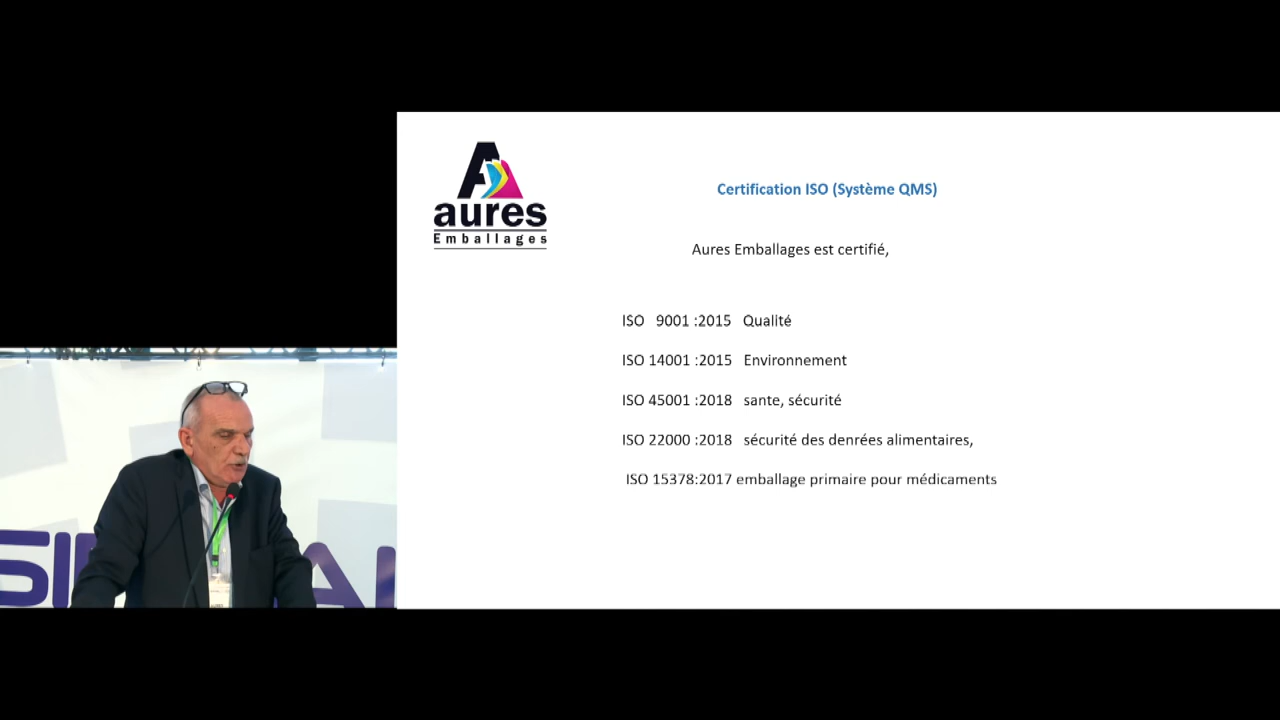 aures
Emballages
Certification ISO (Système QMS)
Aures Emballages est certifié,
ISO 9001 :2015 Qualité
ISO 14001 :2015 Environnement
ISO 45001 :2018 sante, sécurité
ISO 22000 :2018 sécurité des denrées alimentaires,
ISO 15378:2017 emballage primaire pour médicaments